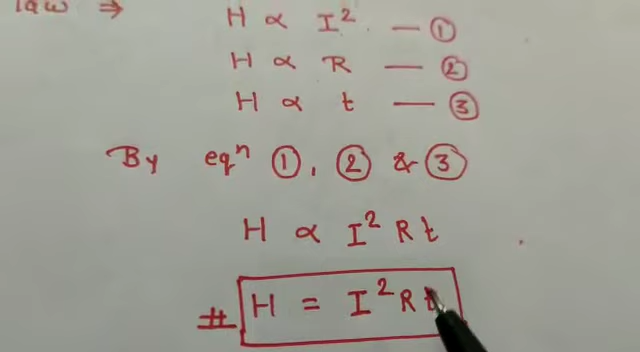 law ⇒ H ∝ I² — ①
H ∝ R — ②
H ∝ t — ③
By eqⁿ ①, ② & ③
H ∝ I² R t
# H = I² R t